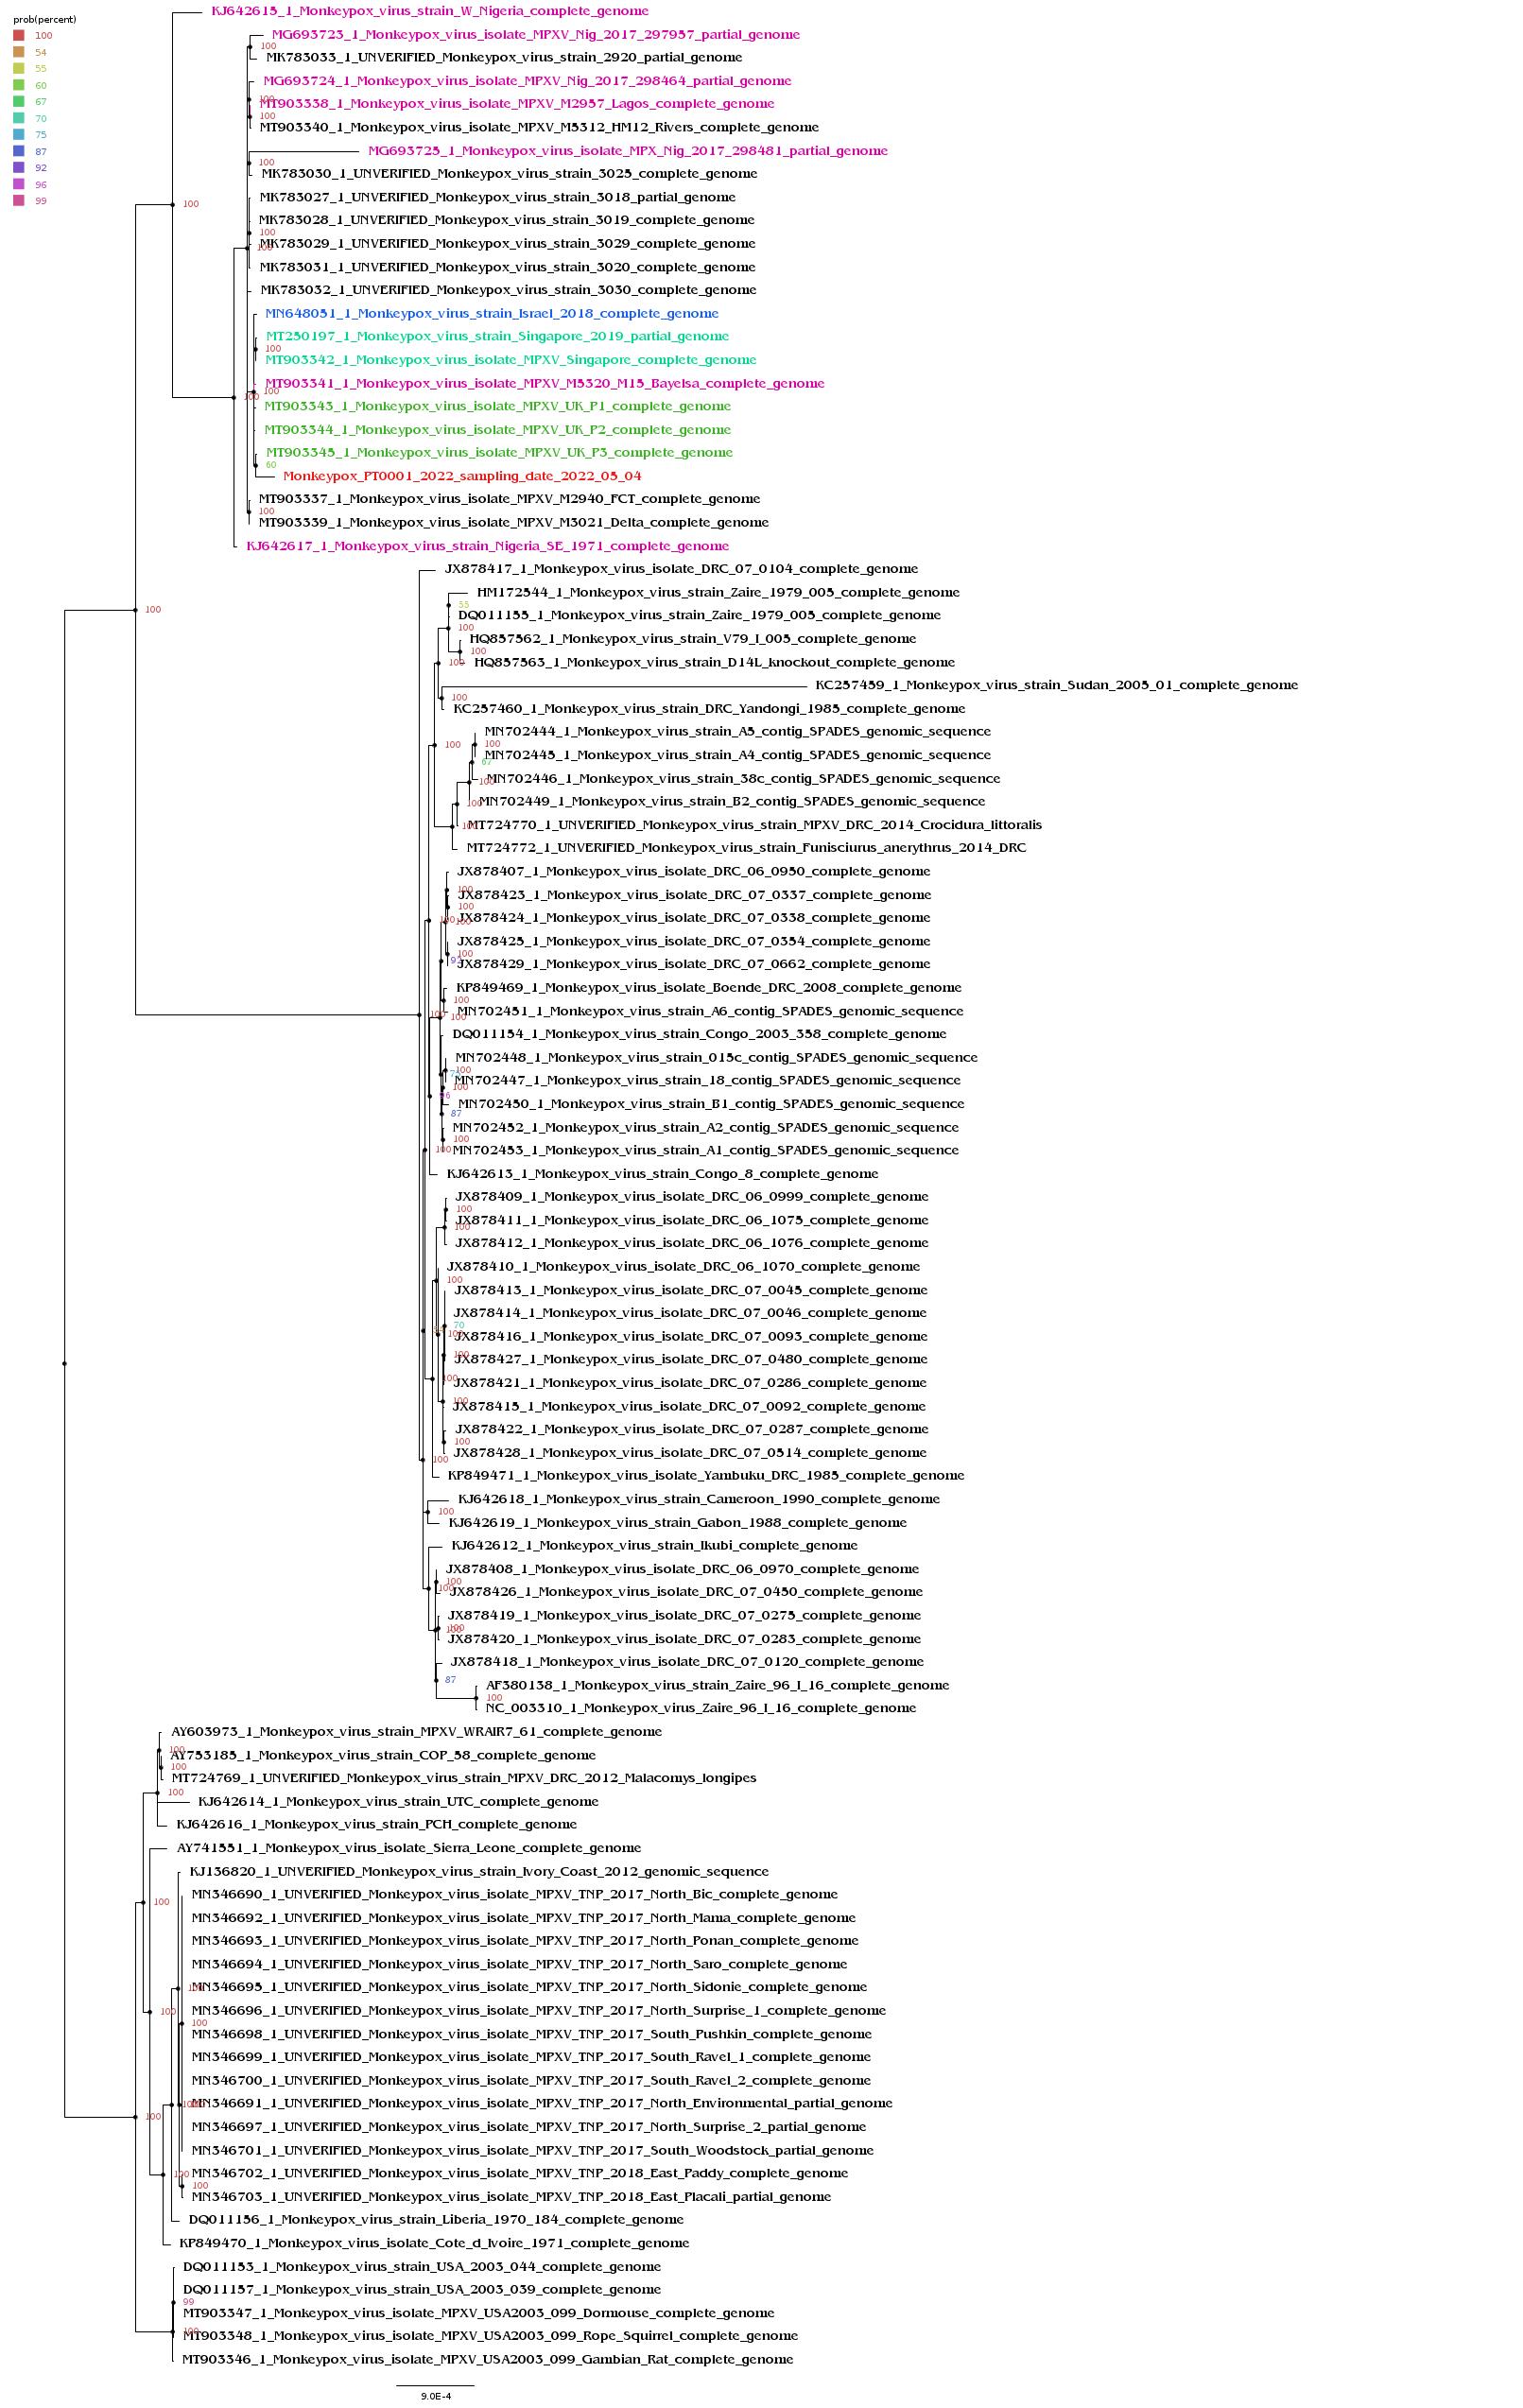 prob(percent)
100
54
55
60
67
70
75
87
92
96
99
KJ642615_1_Monkeypox_virus_strain_W_Nigeria_complete_genome
MG693723_1_Monkeypox_virus_isolate_MPXV_Nig_2017_297957_partial_genome
100
MK783033_1_UNVERIFIED_Monkeypox_virus_strain_2920_partial_genome
MG693724_1_Monkeypox_virus_isolate_MPXV_Nig_2017_298464_partial_genome
100
MT903338_1_Monkeypox_virus_isolate_MPXV_M2957_Lagos_complete_genome
100
MT903340_1_Monkeypox_virus_isolate_MPXV_M5312_HM12_Rivers_complete_genome
MG693725_1_Monkeypox_virus_isolate_MPX_Nig_2017_298481_partial_genome
100
MK783030_1_UNVERIFIED_Monkeypox_virus_strain_3025_complete_genome
MK783027_1_UNVERIFIED_Monkeypox_virus_strain_3018_partial_genome
100
MK783028_1_UNVERIFIED_Monkeypox_virus_strain_3019_complete_genome
100
MK783029_1_UNVERIFIED_Monkeypox_virus_strain_3029_complete_genome
100
MK783031_1_UNVERIFIED_Monkeypox_virus_strain_3020_complete_genome
MK783032_1_UNVERIFIED_Monkeypox_virus_strain_3030_complete_genome
MN648051_1_Monkeypox_virus_strain_Israel_2018_complete_genome
MT250197_1_Monkeypox_virus_strain_Singapore_2019_partial_genome
100
MT903342_1_Monkeypox_virus_isolate_MPXV_Singapore_complete_genome
MT903341_1_Monkeypox_virus_isolate_MPXV_M5320_M15_Bayelsa_complete_genome
100
100
MT903343_1_Monkeypox_virus_isolate_MPXV_UK_P1_complete_genome
MT903344_1_Monkeypox_virus_isolate_MPXV_UK_P2_complete_genome
MT903345_1_Monkeypox_virus_isolate_MPXV_UK_P3_complete_genome
60
Monkeypox_PT0001_2022_sampling_date_2022_05_04
MT903337_1_Monkeypox_virus_isolate_MPXV_M2940_FCT_complete_genome
100
MT903339_1_Monkeypox_virus_isolate_MPXV_M3021_Delta_complete_genome
KJ642617_1_Monkeypox_virus_strain_Nigeria_SE_1971_complete_genome
JX878417_1_Monkeypox_virus_isolate_DRC_07_0104_complete_genome
HM172544_1_Monkeypox_virus_strain_Zaire_1979_005_complete_genome
100
55
DQ011155_1_Monkeypox_virus_strain_Zaire_1979_005_complete_genome
100
HQ857562_1_Monkeypox_virus_strain_V79_I_005_complete_genome
100
100
HQ857563_1_Monkeypox_virus_strain_D14L_knockout_complete_genome
KC257459_1_Monkeypox_virus_strain_Sudan_2005_01_complete_genome
100
KC257460_1_Monkeypox_virus_strain_DRC_Yandongi_1985_complete_genome
MN702444_1_Monkeypox_virus_strain_A5_contig_SPADES_genomic_sequence
100
100
MN702445_1_Monkeypox_virus_strain_A4_contig_SPADES_genomic_sequence
67
MN702446_1_Monkeypox_virus_strain_38c_contig_SPADES_genomic_sequence
100
MN702449_1_Monkeypox_virus_strain_B2_contig_SPADES_genomic_sequence
100
MT724770_1_UNVERIFIED_Monkeypox_virus_strain_MPXV_DRC_2014_Crocidura_littoralis
100
MT724772_1_UNVERIFIED_Monkeypox_virus_strain_Funisciurus_anerythrus_2014_DRC
JX878407_1_Monkeypox_virus_isolate_DRC_06_0950_complete_genome
100
JX878423_1_Monkeypox_virus_isolate_DRC_07_0337_complete_genome
100
JX878424_1_Monkeypox_virus_isolate_DRC_07_0338_complete_genome
100
100
JX878425_1_Monkeypox_virus_isolate_DRC_07_0354_complete_genome
100
92
JX878429_1_Monkeypox_virus_isolate_DRC_07_0662_complete_genome
KP849469_1_Monkeypox_virus_isolate_Boende_DRC_2008_complete_genome
100
MN702451_1_Monkeypox_virus_strain_A6_contig_SPADES_genomic_sequence
100
100
DQ011154_1_Monkeypox_virus_strain_Congo_2003_358_complete_genome
MN702448_1_Monkeypox_virus_strain_015c_contig_SPADES_genomic_sequence
100
75
MN702447_1_Monkeypox_virus_strain_18_contig_SPADES_genomic_sequence
100
96
MN702450_1_Monkeypox_virus_strain_B1_contig_SPADES_genomic_sequence
87
MN702452_1_Monkeypox_virus_strain_A2_contig_SPADES_genomic_sequence
100
100
MN702453_1_Monkeypox_virus_strain_A1_contig_SPADES_genomic_sequence
KJ642613_1_Monkeypox_virus_strain_Congo_8_complete_genome
JX878409_1_Monkeypox_virus_isolate_DRC_06_0999_complete_genome
100
JX878411_1_Monkeypox_virus_isolate_DRC_06_1075_complete_genome
100
JX878412_1_Monkeypox_virus_isolate_DRC_06_1076_complete_genome
JX878410_1_Monkeypox_virus_isolate_DRC_06_1070_complete_genome
100
JX878413_1_Monkeypox_virus_isolate_DRC_07_0045_complete_genome
JX878414_1_Monkeypox_virus_isolate_DRC_07_0046_complete_genome
70
54
100
JX878416_1_Monkeypox_virus_isolate_DRC_07_0093_complete_genome
100
JX878427_1_Monkeypox_virus_isolate_DRC_07_0480_complete_genome
100
JX878421_1_Monkeypox_virus_isolate_DRC_07_0286_complete_genome
100
JX878415_1_Monkeypox_virus_isolate_DRC_07_0092_complete_genome
JX878422_1_Monkeypox_virus_isolate_DRC_07_0287_complete_genome
100
JX878428_1_Monkeypox_virus_isolate_DRC_07_0514_complete_genome
100
KP849471_1_Monkeypox_virus_isolate_Yambuku_DRC_1985_complete_genome
KJ642618_1_Monkeypox_virus_strain_Cameroon_1990_complete_genome
100
KJ642619_1_Monkeypox_virus_strain_Gabon_1988_complete_genome
KJ642612_1_Monkeypox_virus_strain_Ikubi_complete_genome
JX878408_1_Monkeypox_virus_isolate_DRC_06_0970_complete_genome
100
100
JX878426_1_Monkeypox_virus_isolate_DRC_07_0450_complete_genome
JX878419_1_Monkeypox_virus_isolate_DRC_07_0275_complete_genome
100
100
JX878420_1_Monkeypox_virus_isolate_DRC_07_0283_complete_genome
JX878418_1_Monkeypox_virus_isolate_DRC_07_0120_complete_genome
87
AF380138_1_Monkeypox_virus_strain_Zaire_96_I_16_complete_genome
100
NC_003310_1_Monkeypox_virus_Zaire_96_I_16_complete_genome
AY603973_1_Monkeypox_virus_strain_MPXV_WRAIR7_61_complete_genome
100
AY753185_1_Monkeypox_virus_strain_COP_58_complete_genome
100
MT724769_1_UNVERIFIED_Monkeypox_virus_strain_MPXV_DRC_2012_Malacomys_longipes
100
KJ642614_1_Monkeypox_virus_strain_UTC_complete_genome
KJ642616_1_Monkeypox_virus_strain_PCH_complete_genome
AY741551_1_Monkeypox_virus_isolate_Sierra_Leone_complete_genome
KJ136820_1_UNVERIFIED_Monkeypox_virus_strain_Ivory_Coast_2012_genomic_sequence
MN346690_1_UNVERIFIED_Monkeypox_virus_isolate_MPXV_TNP_2017_North_Bic_complete_genome
100
MN346692_1_UNVERIFIED_Monkeypox_virus_isolate_MPXV_TNP_2017_North_Mama_complete_genome
MN346693_1_UNVERIFIED_Monkeypox_virus_isolate_MPXV_TNP_2017_North_Ponan_complete_genome
MN346694_1_UNVERIFIED_Monkeypox_virus_isolate_MPXV_TNP_2017_North_Saro_complete_genome
MN346695_1_UNVERIFIED_Monkeypox_virus_isolate_MPXV_TNP_2017_North_Sidonie_complete_genome
100
MN346696_1_UNVERIFIED_Monkeypox_virus_isolate_MPXV_TNP_2017_North_Surprise_1_complete_genome
100
100
MN346698_1_UNVERIFIED_Monkeypox_virus_isolate_MPXV_TNP_2017_South_Pushkin_complete_genome
MN346699_1_UNVERIFIED_Monkeypox_virus_isolate_MPXV_TNP_2017_South_Ravel_1_complete_genome
MN346700_1_UNVERIFIED_Monkeypox_virus_isolate_MPXV_TNP_2017_South_Ravel_2_complete_genome
MN346691_1_UNVERIFIED_Monkeypox_virus_isolate_MPXV_TNP_2017_North_Environmental_partial_genome
100
100
MN346697_1_UNVERIFIED_Monkeypox_virus_isolate_MPXV_TNP_2017_North_Surprise_2_partial_genome
MN346701_1_UNVERIFIED_Monkeypox_virus_isolate_MPXV_TNP_2017_South_Woodstock_partial_genome
MN346702_1_UNVERIFIED_Monkeypox_virus_isolate_MPXV_TNP_2018_East_Paddy_complete_genome
100
100
MN346703_1_UNVERIFIED_Monkeypox_virus_isolate_MPXV_TNP_2018_East_Placali_partial_genome
DQ011156_1_Monkeypox_virus_strain_Liberia_1970_184_complete_genome
KP849470_1_Monkeypox_virus_isolate_Cote_d_Ivoire_1971_complete_genome
DQ011153_1_Monkeypox_virus_strain_USA_2003_044_complete_genome
DQ011157_1_Monkeypox_virus_strain_USA_2003_039_complete_genome
99
MT903347_1_Monkeypox_virus_isolate_MPXV_USA2003_099_Dormouse_complete_genome
100
MT903348_1_Monkeypox_virus_isolate_MPXV_USA2003_099_Rope_Squirrel_complete_genome
MT903346_1_Monkeypox_virus_isolate_MPXV_USA2003_099_Gambian_Rat_complete_genome
9.0E-4